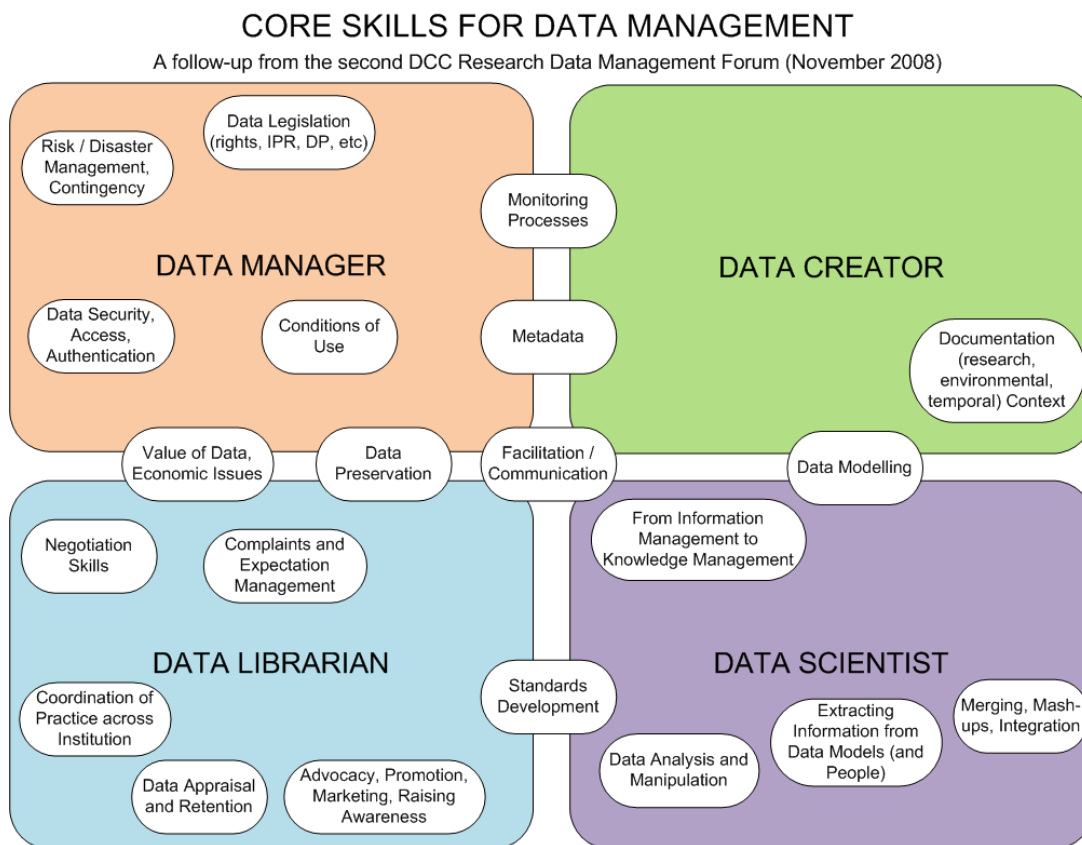 CORE SKILLS FOR DATA MANAGEMENT
A follow-up from the second DCC Research Data Management Forum (November 2008)
Data Legislation
(rights, IPR, DP, etc)
Risk / Disaster
Management,
Contingency
Monitoring
Processes
DATA MANAGER
DATA CREATOR
Data Security,
Access,
Authentication
Conditions of
Use
Metadata
Documentation
(research,
environmental,
temporal) Context
Value of Data,
Economic Issues
Data
Preservation
Facilitation /
Communication
Data Modelling
Negotiation
Skills
Complaints and
Expectation
Management
From Information
Management to
Knowledge Management
DATA LIBRARIAN
DATA SCIENTIST
Coordination of
Practice across
Institution
Standards
Development
Extracting
Information from
Data Models (and
People)
Merging, Mash-
ups, Integration
Data Analysis and
Manipulation
Data Appraisal
and Retention
Advocacy, Promotion,
Marketing, Raising
Awareness